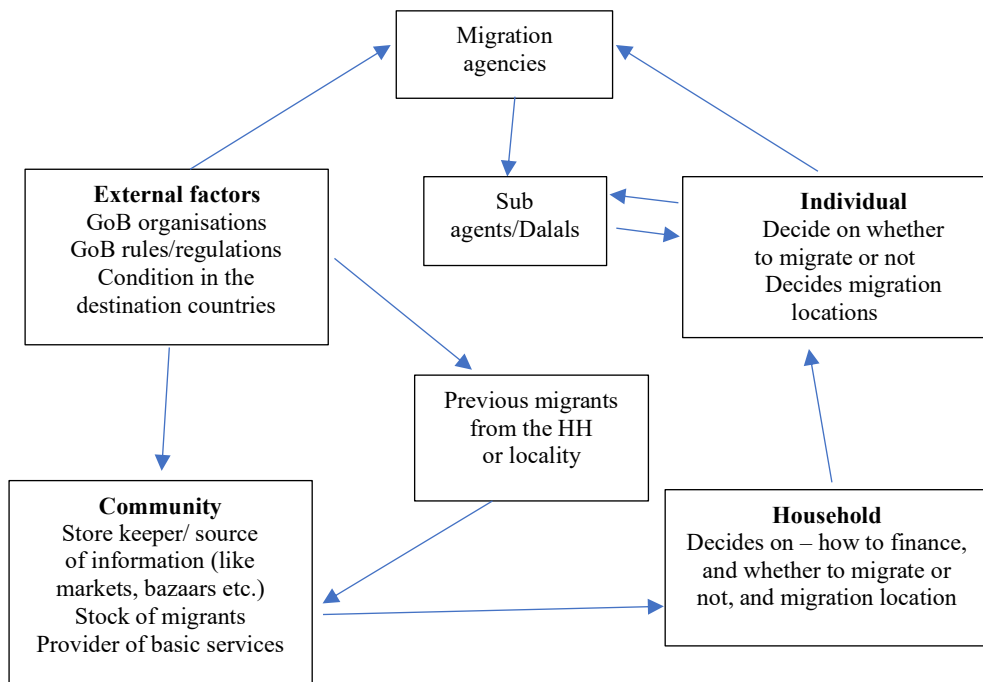 Migration
agencies
External factors
GoB organisations
GoB rules/regulations
Condition in the
destination countries
Sub
agents/Dalals
Individual
Decide on whether
to migrate or not
Decides migration
locations
Previous migrants
from the HH
or locality
Community
Store keeper/ source
of information (like
markets, bazaars etc.)
Stock of migrants
Provider of basic services
Household
Decides on – how to finance,
and whether to migrate or
not, and migration location